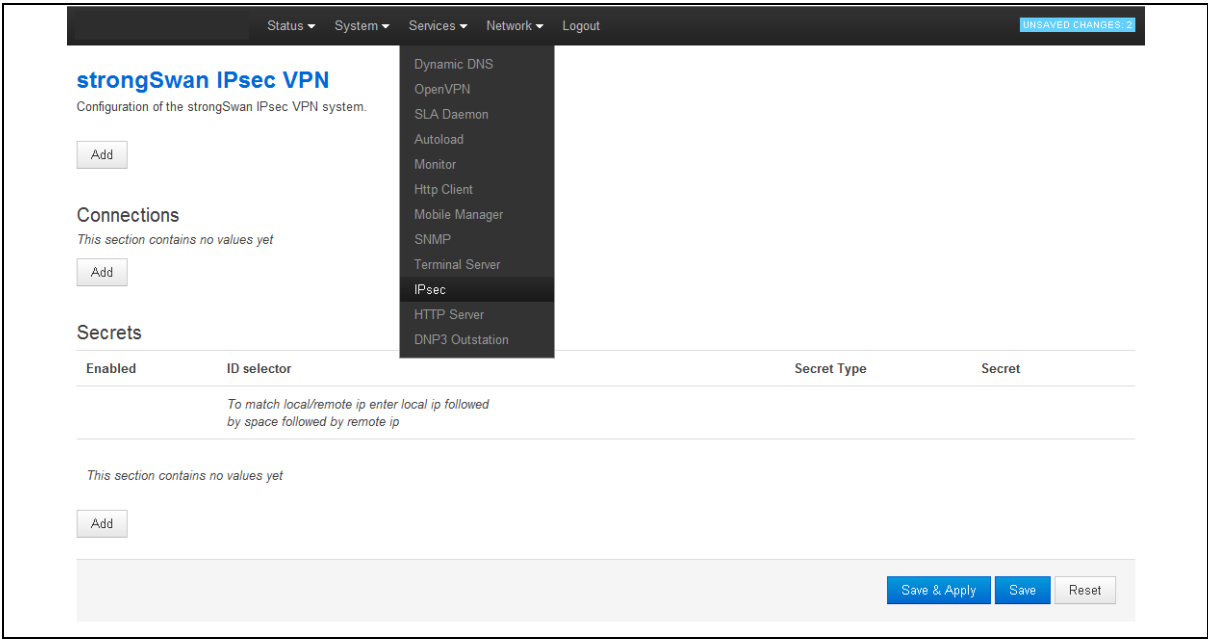 Status System Services Network Logout UNSAVED CHANGES: 2
Dynamic DNS
OpenVPN
SLA Daemon
Autoload
Monitor
Http Client
Mobile Manager
SNMP
Terminal Server
IPsec
HTTP Server
DNP3 Outstation
strongSwan IPsec VPN
Configuration of the strongSwan IPsec VPN system.
Add
Connections
This section contains no values yet
Add
Secrets
Enabled ID selector Secret Type Secret
To match local/remote ip enter local ip followed
by space followed by remote ip
This section contains no values yet
Add
Save & Apply Save Reset